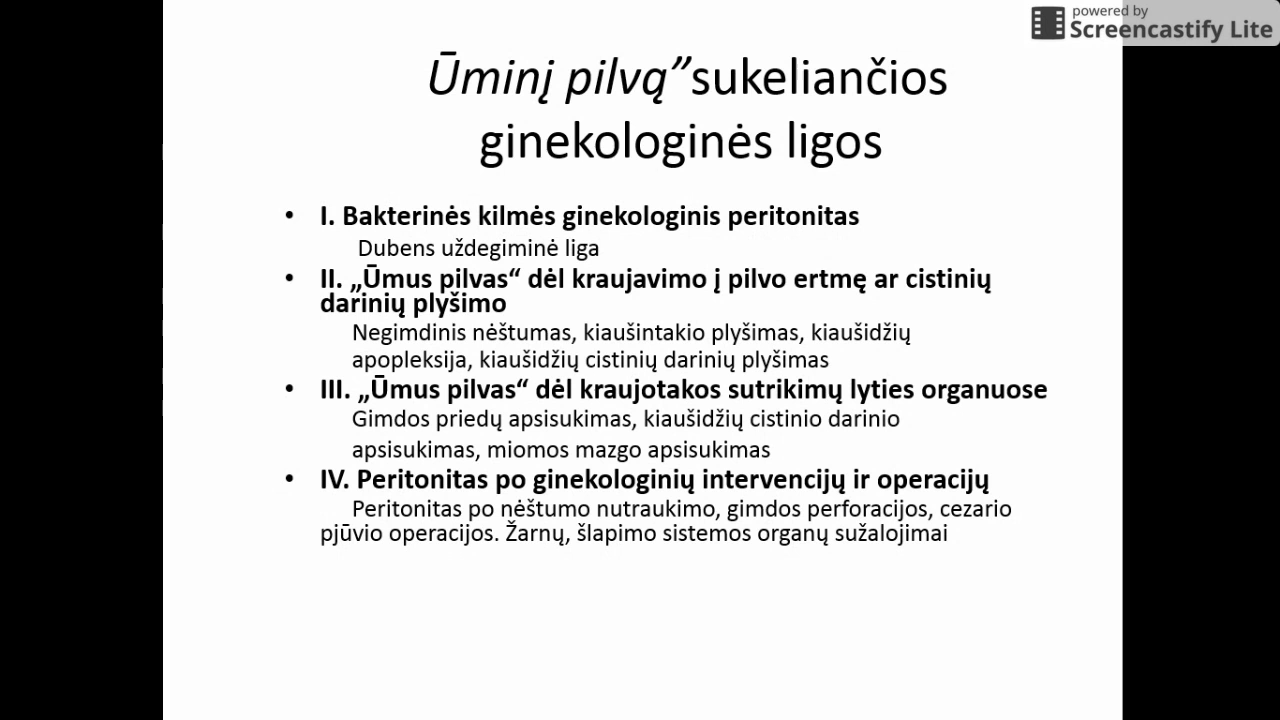 powered by
Screencastify Lite
Ūminį pilvą”sukeliančios
ginekologinės ligos
• I. Bakterinės kilmės ginekologinis peritonitas
Dubens uždegiminė liga
• II. „Ūmus pilvas“ dėl kraujavimo į pilvo ertmę ar cistinių
darinių plyšimo
Negimdinis nėštumas, kiaušintakio plyšimas, kiaušidžių
apopleksija, kiaušidžių cistinių darinių plyšimas
• III. „Ūmus pilvas“ dėl kraujotakos sutrikimų lyties organuose
Gimdos priedų apsisukimas, kiaušidžių cistinio darinio
apsisukimas, miomos mazgo apsisukimas
• IV. Peritonitas po ginekologinių intervencijų ir operacijų
Peritonitas po nėštumo nutraukimo, gimdos perforacijos, cezario
pjūvio operacijos. Žarnų, šlapimo sistemos organų sužalojimai